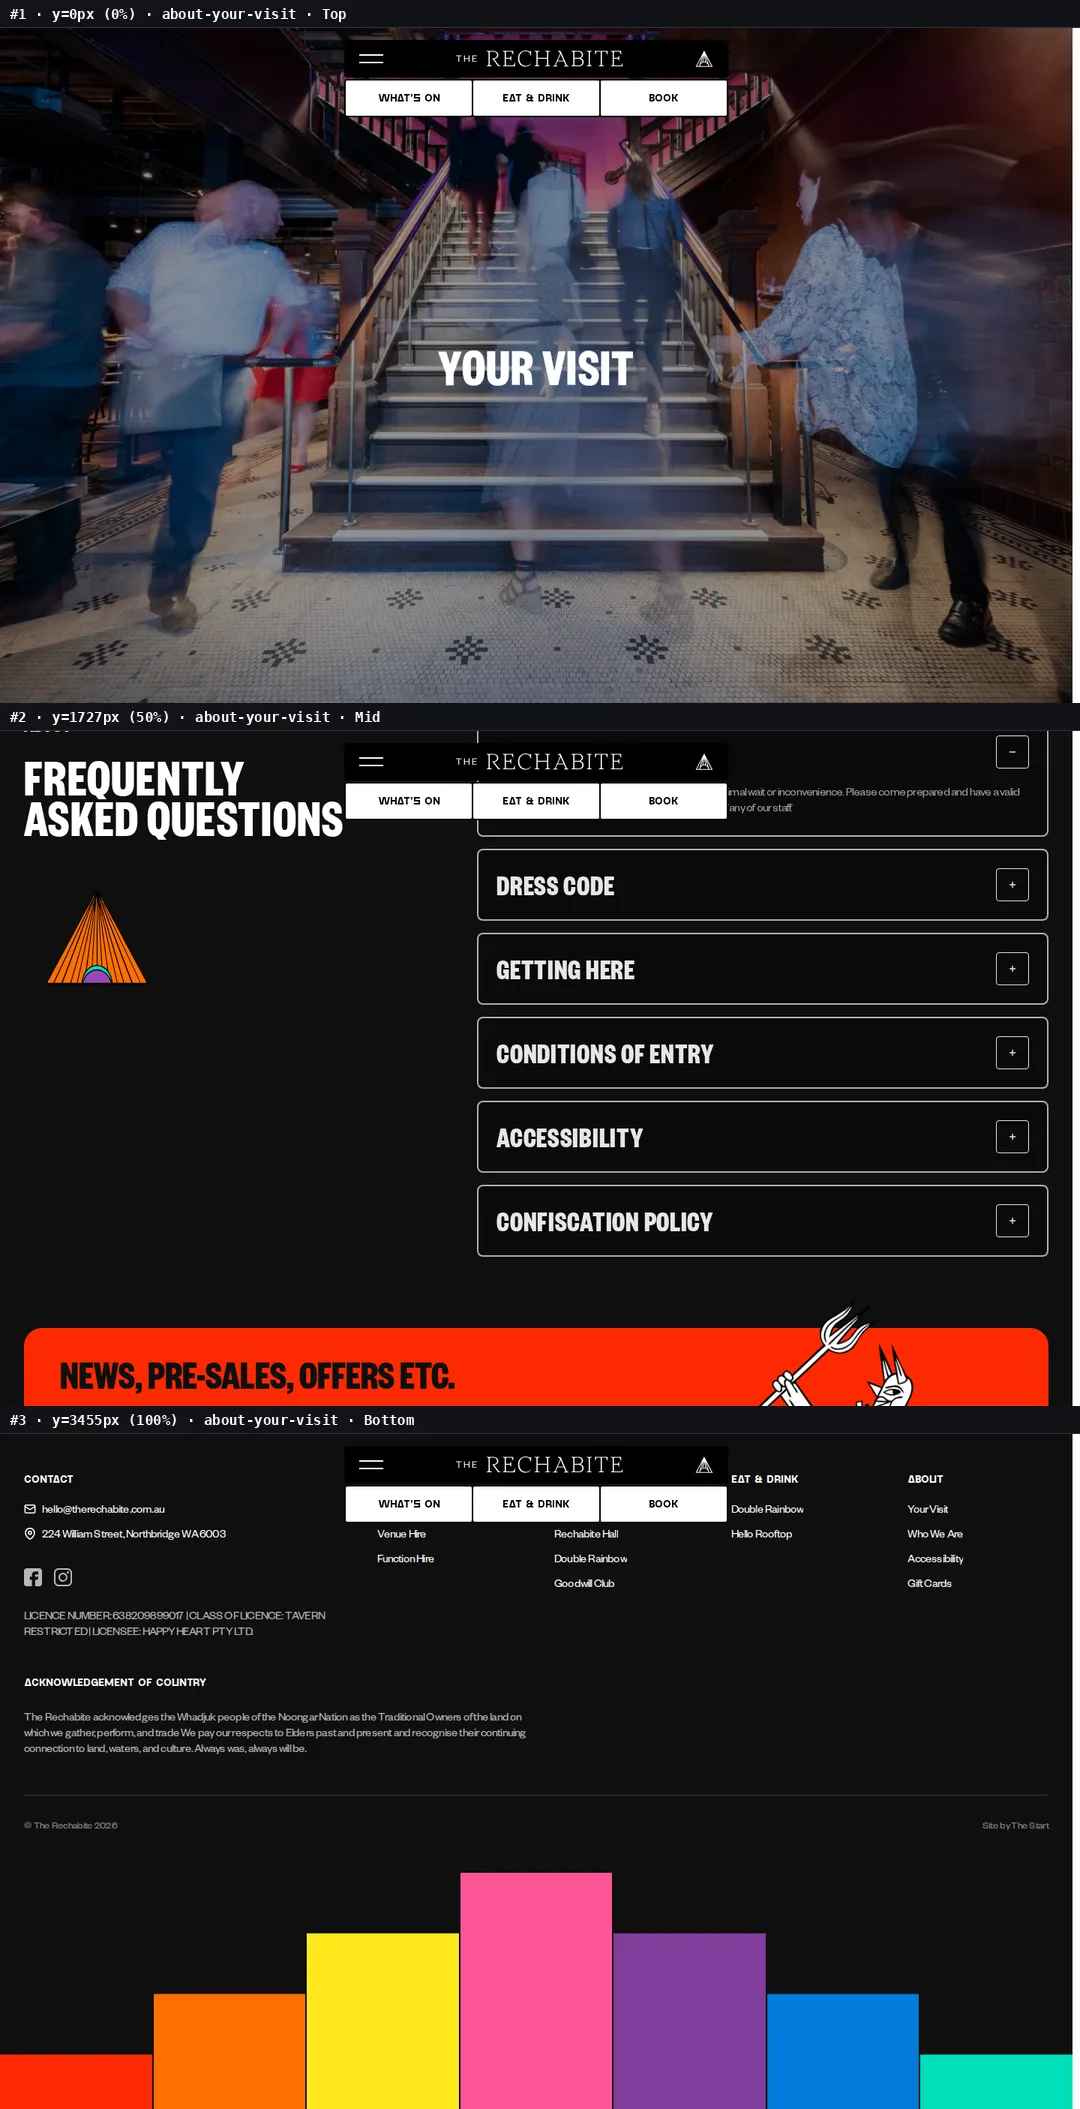 #1 · y=0px (0%) · about-your-visit · Top
THE RECHABITE
WHAT'S ON
EAT & DRINK
BOOK
YOUR VISIT
#2 · y=1727px (50%) · about-your-visit · Mid
THE RECHABITE
WHAT'S ON
EAT & DRINK
BOOK
FREQUENTLY
ASKED QUESTIONS
wait or inconvenience. Please come prepared and have a valid
any of our staff
DRESS CODE
GETTING HERE
CONDITIONS OF ENTRY
ACCESSIBILITY
CONFISCATION POLICY
NEWS, PRE-SALES, OFFERS ETC.
#3 · y=3455px (100%) · about-your-visit · Bottom
THE RECHABITE
WHAT'S ON
EAT & DRINK
BOOK
CONTACT
hello@therechabite.com.au
224 William Street, Northbridge WA 6003
LICENCE NUMBER: 638209899017 | CLASS OF LICENCE: TAVERN
RESTRICTED | LICENSEE: HAPPY HEART PTY LTD.
Venue Hire
Function Hire
Rechabite Hall
Double Rainbow
Goodwill Club
EAT & DRINK
Double Rainbow
Hello Rooftop
ABOUT
Your Visit
Who We Are
Accessibility
Gift Cards
ACKNOWLEDGEMENT OF COUNTRY
The Rechabite acknowledges the Whadjuk people of the Noongar Nation as the Traditional Owners of the land on
which we gather, perform, and trade We pay our respects to Elders past and present and recognise their continuing
connection to land, waters, and culture. Always was, always will be.
© The Rechabite 2026
Site by The Start